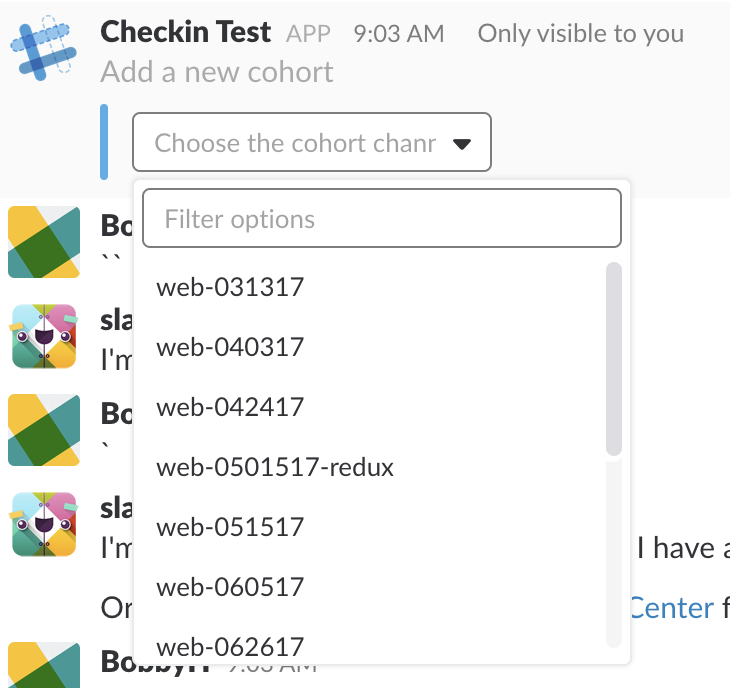 Checkin Test APP 9:03 AM Only visible to you
Add a new cohort
Choose the cohort chanr
Filter options
web-031317
web-040317
web-042417
web-0501517-redux
web-051517
web-060517
web-062617
Bo
``
sla
I'm
Bo
`
sla
I'm
I have a
Or
Center f
BobbyH 9:03 AM